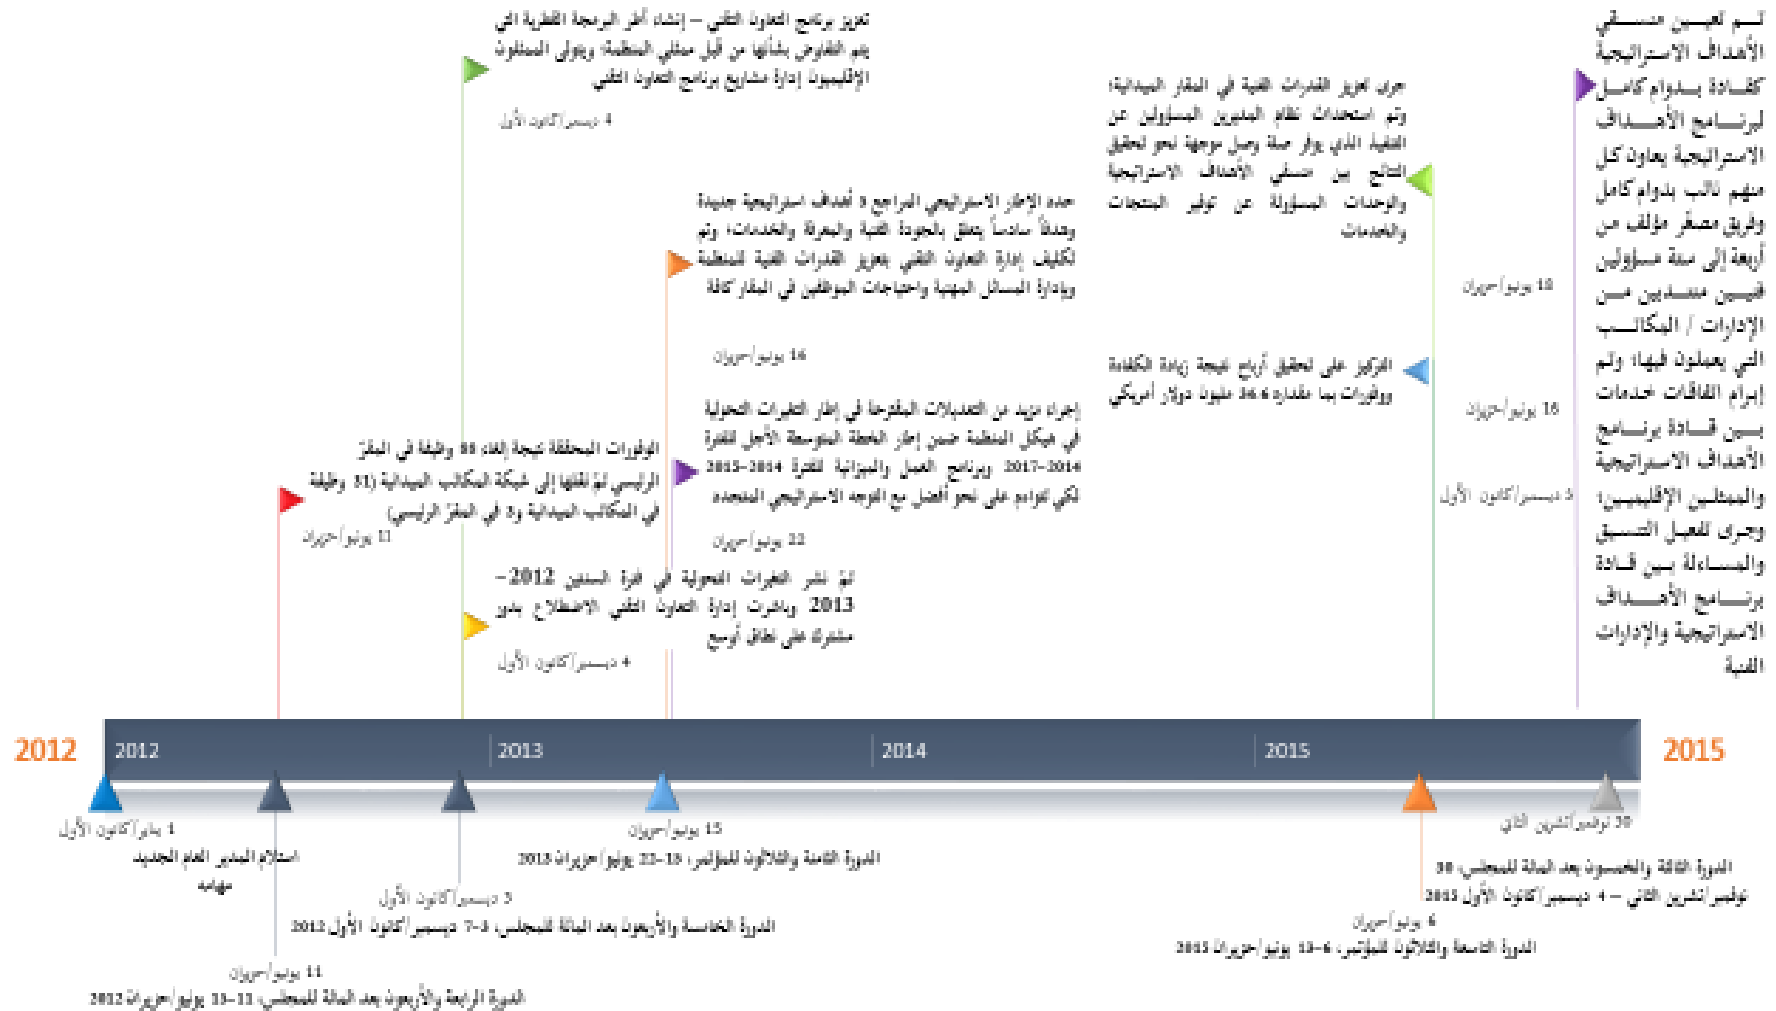 تعزيز برنامج التعاون التقني – إنشاء أطر البرمجة القطرية التي
يتم التفاوض بشأنها من قبل ممثلي المنظمة؛ ويتولى الممثلون
الإقليميون إدارة مشاريع برنامج التعاون التقني
4 ديسمبر/كانون الأول
حدد الإطار الاستراتيجي المراجع 5 أهداف استراتيجية جديدة
وهدفاً سادساً يتعلق بالجودة الفنية والمعرفة والخدمات؛ وتم
تكليف إدارة التعاون التقني بتعزيز القدرات الفنية للمنظمة
وبإدارة المسائل المهنية واحتياجات الموظفين في المقار كافة
16 يونيو/حزيران
إجراء مزيد من التعديلات المقترحة في إطار التغيرات التحولية
في هيكل المنظمة ضمن إطار الخطة المتوسطة الأجل للفترة
2014-2017 وبرنامج العمل والميزانية للفترة 2014-2015
لكي تتواءم على نحو أفضل مع التوجه الاستراتيجي المتجدد
22 يونيو/حزيران
الوفورات المحققة نتيجة إلغاء وظيفة في المقرّ
الرئيسي تمّ نقلها إلى شبكة المكاتب الميدانية (51 وظيفة
في المكاتب الميدانية و3 في المقرّ الرئيسي)
11 يونيو/حزيران
تمّ نشر التغيرات التحولية في فترة السنتين 2012-
2013 وباشرت إدارة التعاون التقني الاضطلاع بدور
مشترك على نطاق أوسع
4 ديسمبر/كانون الأول
جرى تعزيز القدرات الفنية في المقار الميدانية؛
وتم استحداث نظام المديرين المسؤولين عن
التنفيذ الذي يوفر صلة وصل موجهة نحو تحقيق
النتائج بين منسقي الأهداف الاستراتيجية
والوحدات المسؤولة عن توفير المنتجات
والخدمات
18 يونيو/حزيران
التركيز على تحقيق أرباح نتيجة زيادة الكفاءة
ووفورات بما مقداره 36.6 مليون دولار أمريكي
18 يونيو/حزيران
تم تعيين منسقي
الأهداف الاستراتيجية
كقادة بدوام كامل
لبرنامج الأهداف
الاستراتيجية يعاون كل
منهم نائب بدوام كامل
وفريق مصغّر مؤلف من
أربعة إلى ستة مسؤولين
فنيين منتدبين من
الإدارات / المكاتب
التي يعملون فيها؛ وتم
إبرام اتفاقات خدمات
بين قادة برنامج
الأهداف الاستراتيجية
والممثلين الإقليميين؛
وجرى تفعيل التنسيق
والمساءلة بين قادة
برنامج الأهداف
الاستراتيجية والإدارات
الفنية
ديسمبر/كانون الأول
2012 2012 2013 2014 2015 2015
1 يناير/كانون الأول
استلام المدير العام الجديد
مهامه
11 يونيو/حزيران
الدورة الرابعة والأربعون بعد المائة للمجلس، 11-15 يونيو/حزيران 2012
3 ديسمبر/كانون الأول
الدورة الخامسة والأربعون بعد المائة للمجلس، 3-7 ديسمبر/كانون الأول 2012
15 يونيو/حزيران
الدورة الثامنة والثلاثون للمؤتمر، 15-22 يونيو/حزيران 2013
6 يونيو/حزيران
الدورة التاسعة والثلاثون للمؤتمر، 6-13 يونيو/حزيران 2015
30 نوفمبر/تشرين الثاني
الدورة الثالثة والخمسون بعد المائة للمجلس، 30
نوفمبر/تشرين الثاني – 4 ديسمبر/كانون الأول 2015